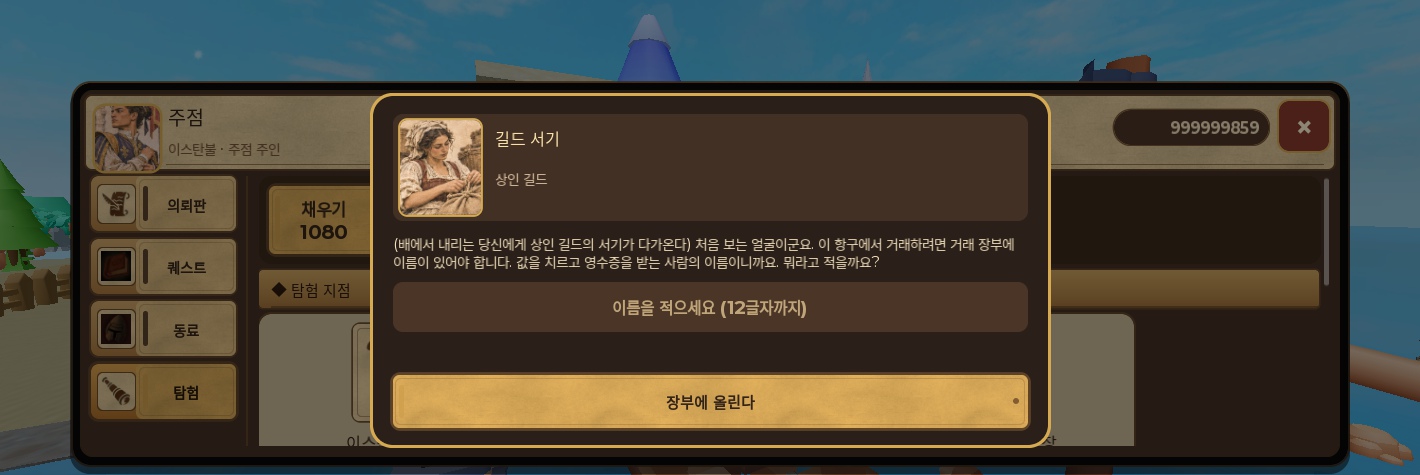 주점
이스탄불 · 주점 주인
999999859
의뢰판
퀘스트
동료
탐험
채우기
1080
◆ 탐험 지점
길드 서기
상인 길드
(배에서 내리는 당신에게 상인 길드의 서기가 다가온다) 처음 보는 얼굴이군요. 이 항구에서 거래하려면 거래 장부에
이름이 있어야 합니다. 값을 치르고 영수증을 받는 사람의 이름이니까요. 뭐라고 적을까요?
이름을 적으세요 (12글자까지)
장부에 올린다